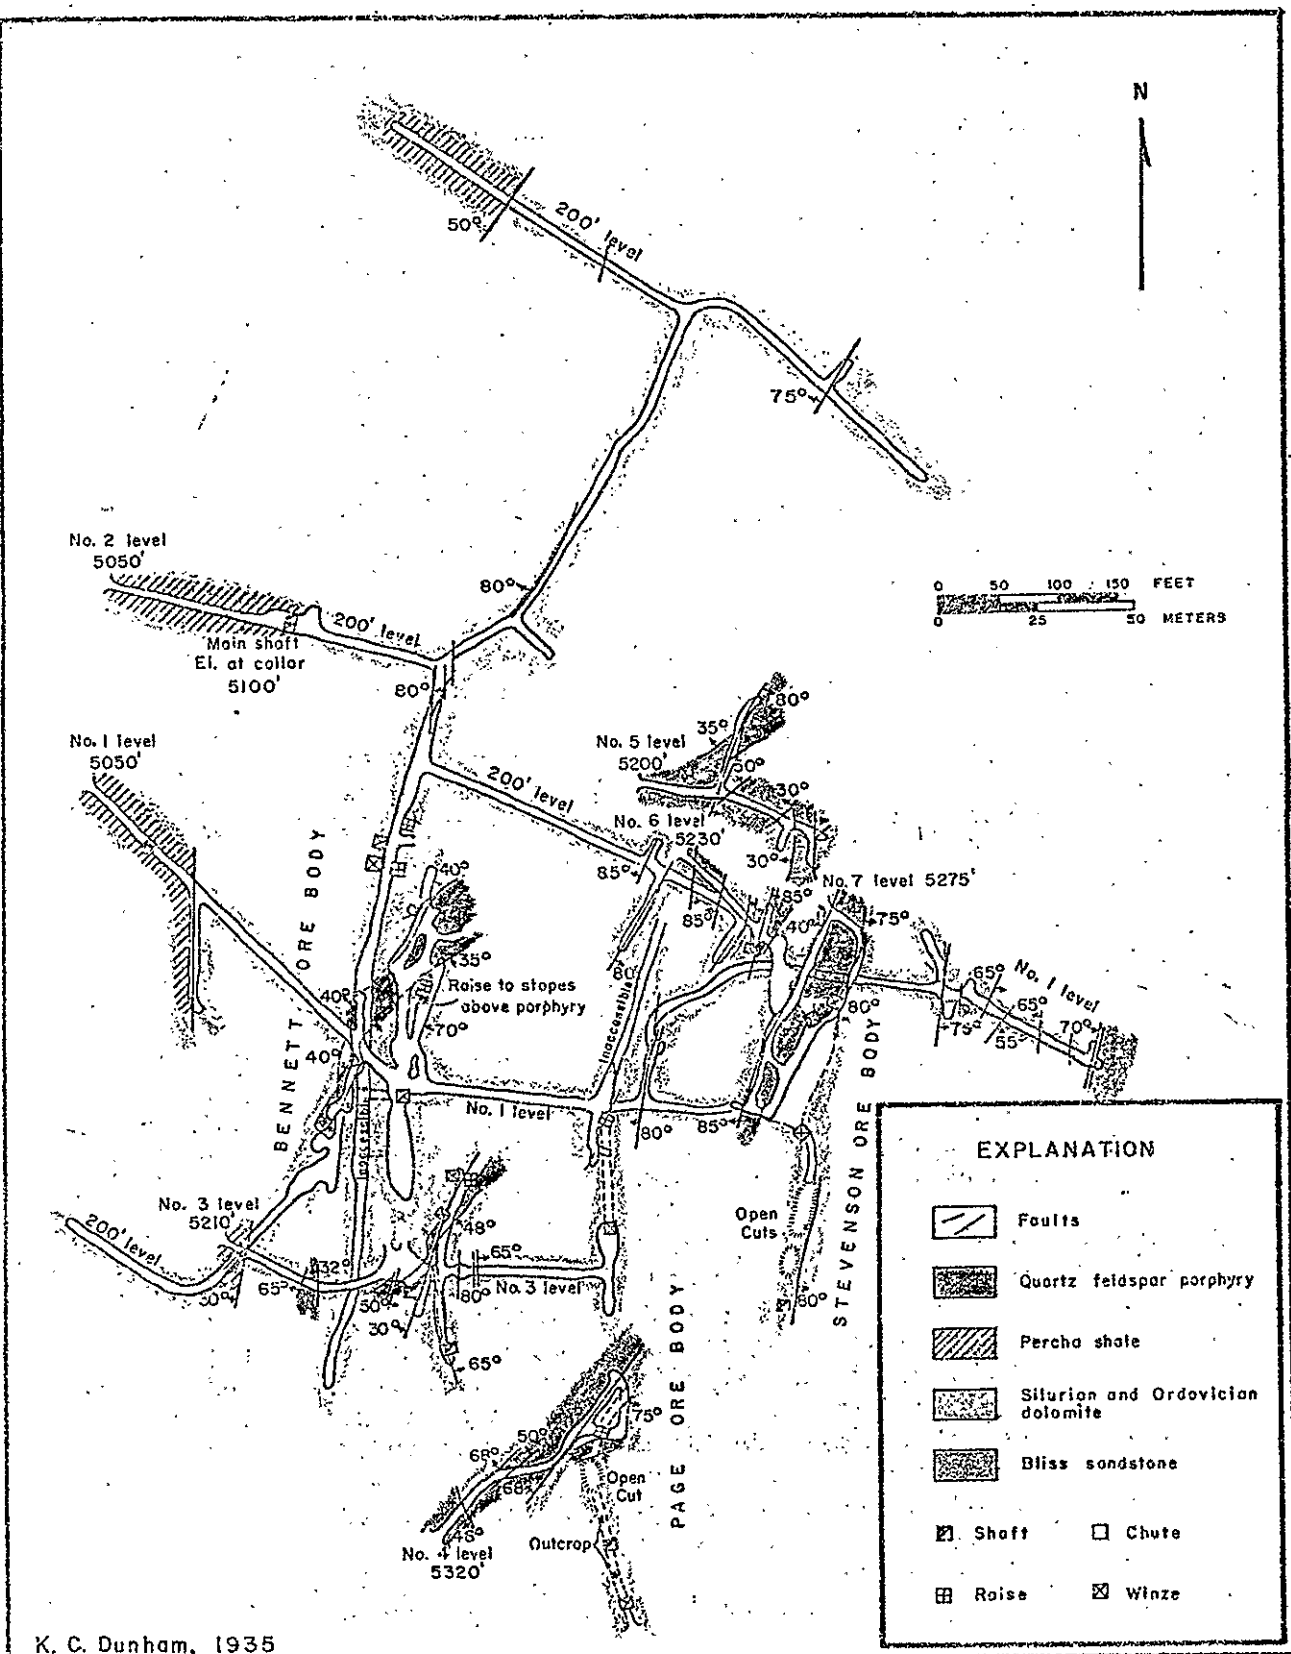 N
200' level
50°
75°
No. 2 level
5050'
80°
0 50 100 150 FEET
0 25 50 METERS
200' level
Main shaft
El. at collar
5100'
80°
80°
35°
No. 5 level
5200'
50°
30°
No. 1 level
5050'
200' level
No. 6 level
5230'
30°
40°
85°
85°
85°
No. 7 level 5275'
40°
75°
BENNETT ORE BODY
35°
Raise to stopes
above porphyry
40°
70°
80°
Inaccessible
80°
65°
No. 1 level
65°
75°
55°
70°
40°
Inaccessible
No. 1 level
80°
85°
STEVENSON ORE BODY
No. 3 level
5210'
200' level
48°
65°
Open
Cuts
30°
65°
32°
50°
30°
80°
No. 3 level
80°
65°
PAGE ORE BODY
75°
50°
68°
68°
Open
Cut
48°
No. 4 level
5320'
Outcrop
EXPLANATION
Faults
Quartz feldspar porphyry
Percha shale
Silurian and Ordovician
dolomite
Bliss sandstone
Shaft Chute
Raise Winze
K. C. Dunham, 1935